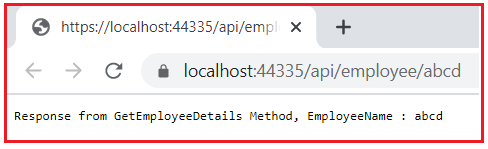 https://localhost:44335/api/empl
localhost:44335/api/employee/abcd
Response from GetEmployeeDetails Method, EmployeeName : abcd